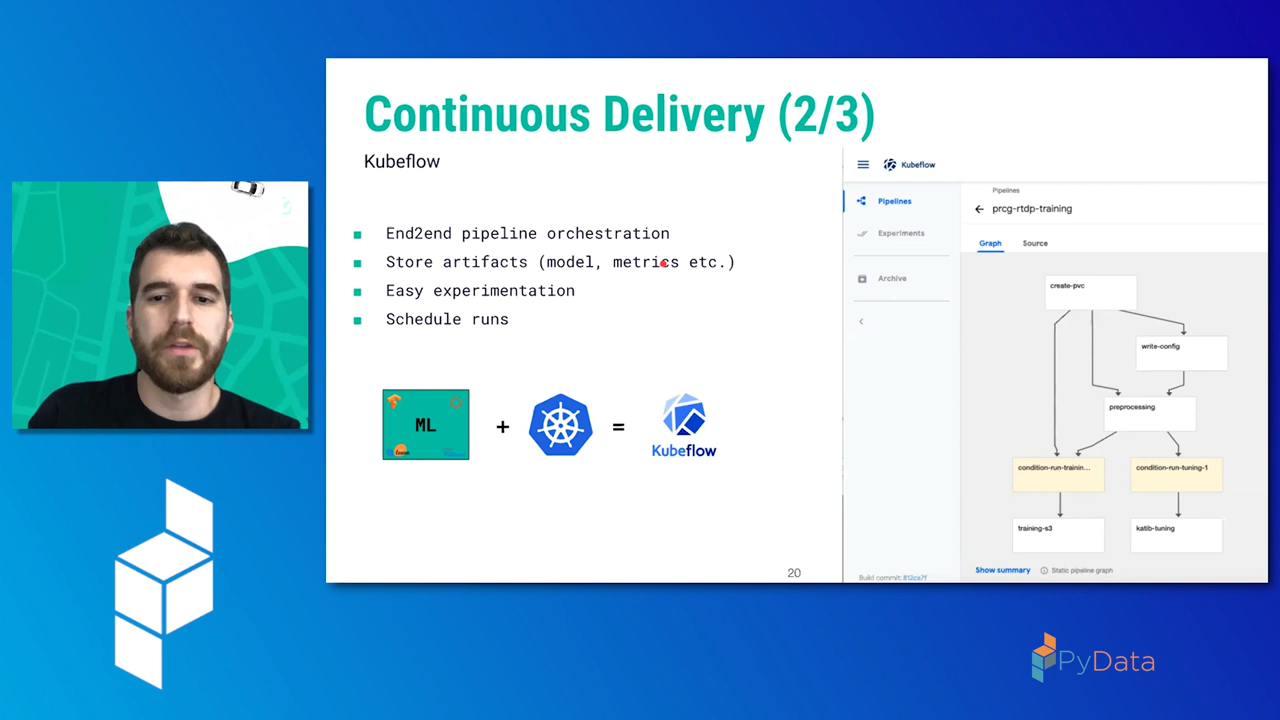 Continuous Delivery (2/3)
Kubeflow
End2end pipeline orchestration
Store artifacts (model, metrics etc.)
Easy experimentation
Schedule runs
ML
+
=
Kubeflow
20
Kubeflow
Pipelines
Experiments
Archive
Pipelines
prcg-rtdp-training
Graph
Source
create-pvc
write-config
preprocessing
condition-run-trainin...
condition-run-tuning-1
training-s3
katib-tuning
Show summary
Static pipeline graph
Build commit:
PyData